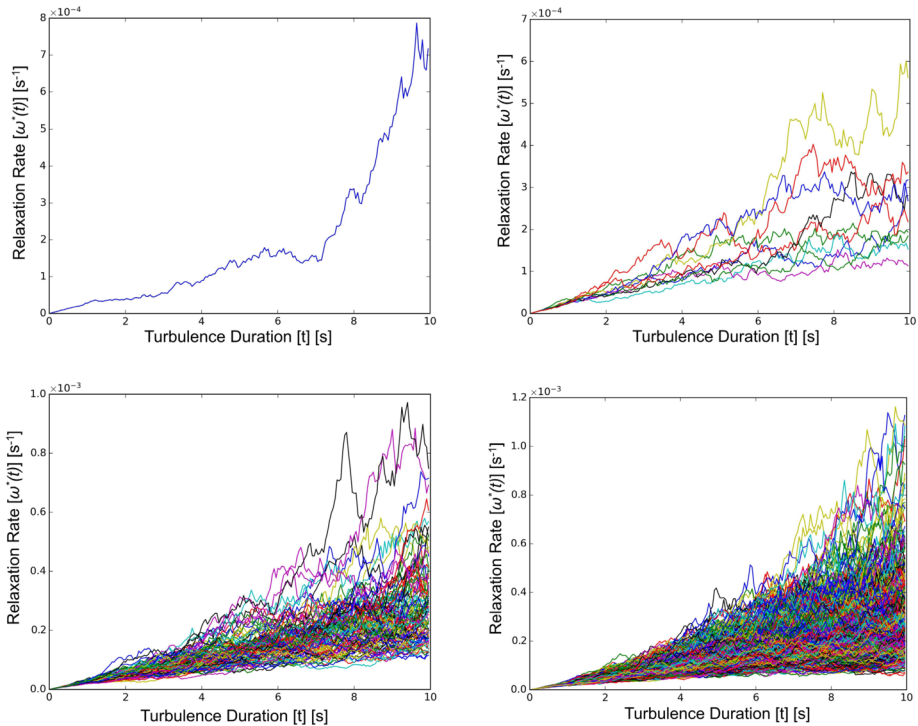 ×10⁻⁴
8
7
6
5
4
3
2
1
0
0 2 4 6 8 10
Relaxation Rate [ω*(t)] [s⁻¹]
Turbulence Duration [t] [s]
×10⁻⁴
7
6
5
4
3
2
1
0
0 2 4 6 8 10
Relaxation Rate [ω*(t)] [s⁻¹]
Turbulence Duration [t] [s]
×10⁻³
1.0
0.8
0.6
0.4
0.2
0.0
0 2 4 6 8 10
Relaxation Rate [ω*(t)] [s⁻¹]
Turbulence Duration [t] [s]
×10⁻³
1.2
1.0
0.8
0.6
0.4
0.2
0.0
0 2 4 6 8 10
Relaxation Rate [ω*(t)] [s⁻¹]
Turbulence Duration [t] [s]